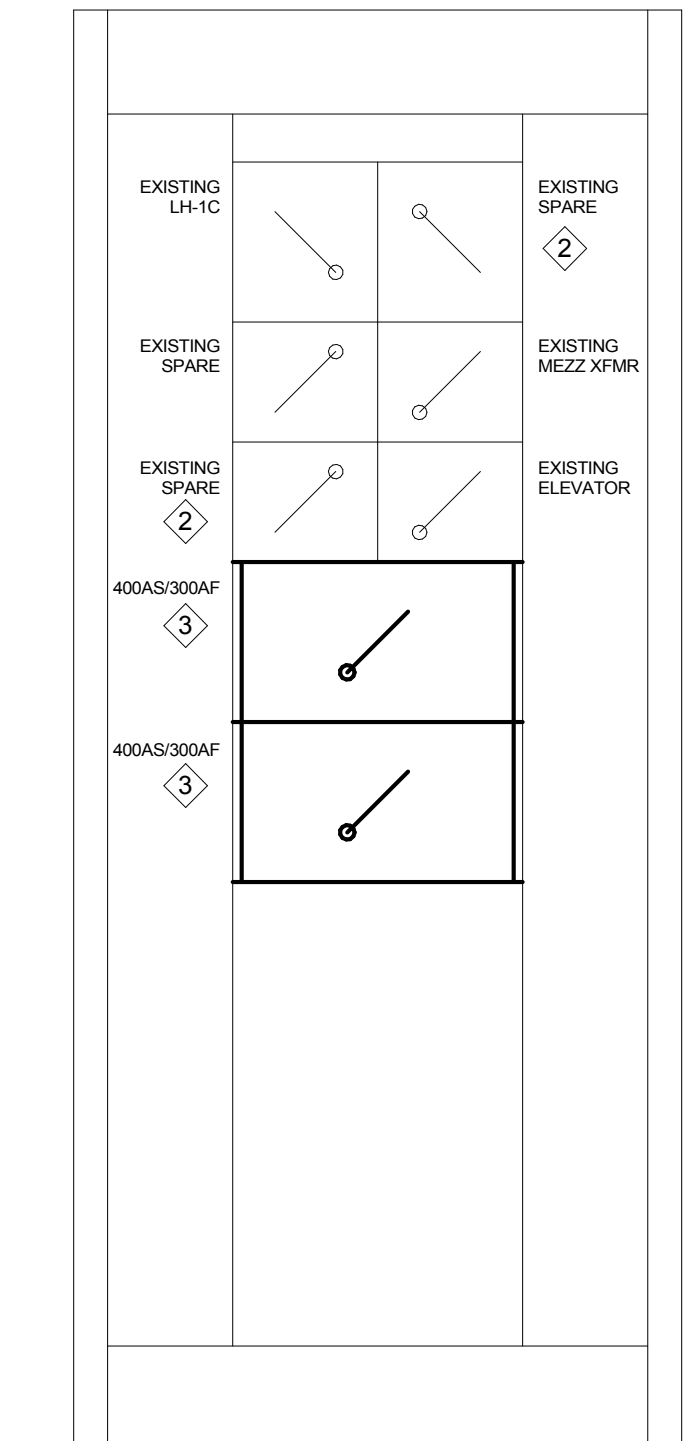 EXISTING
LH-1C
EXISTING
SPARE
2
EXISTING
SPARE
EXISTING
MEZZ XFMR
EXISTING
SPARE
2
EXISTING
ELEVATOR
400AS/300AF
3
400AS/300AF
3